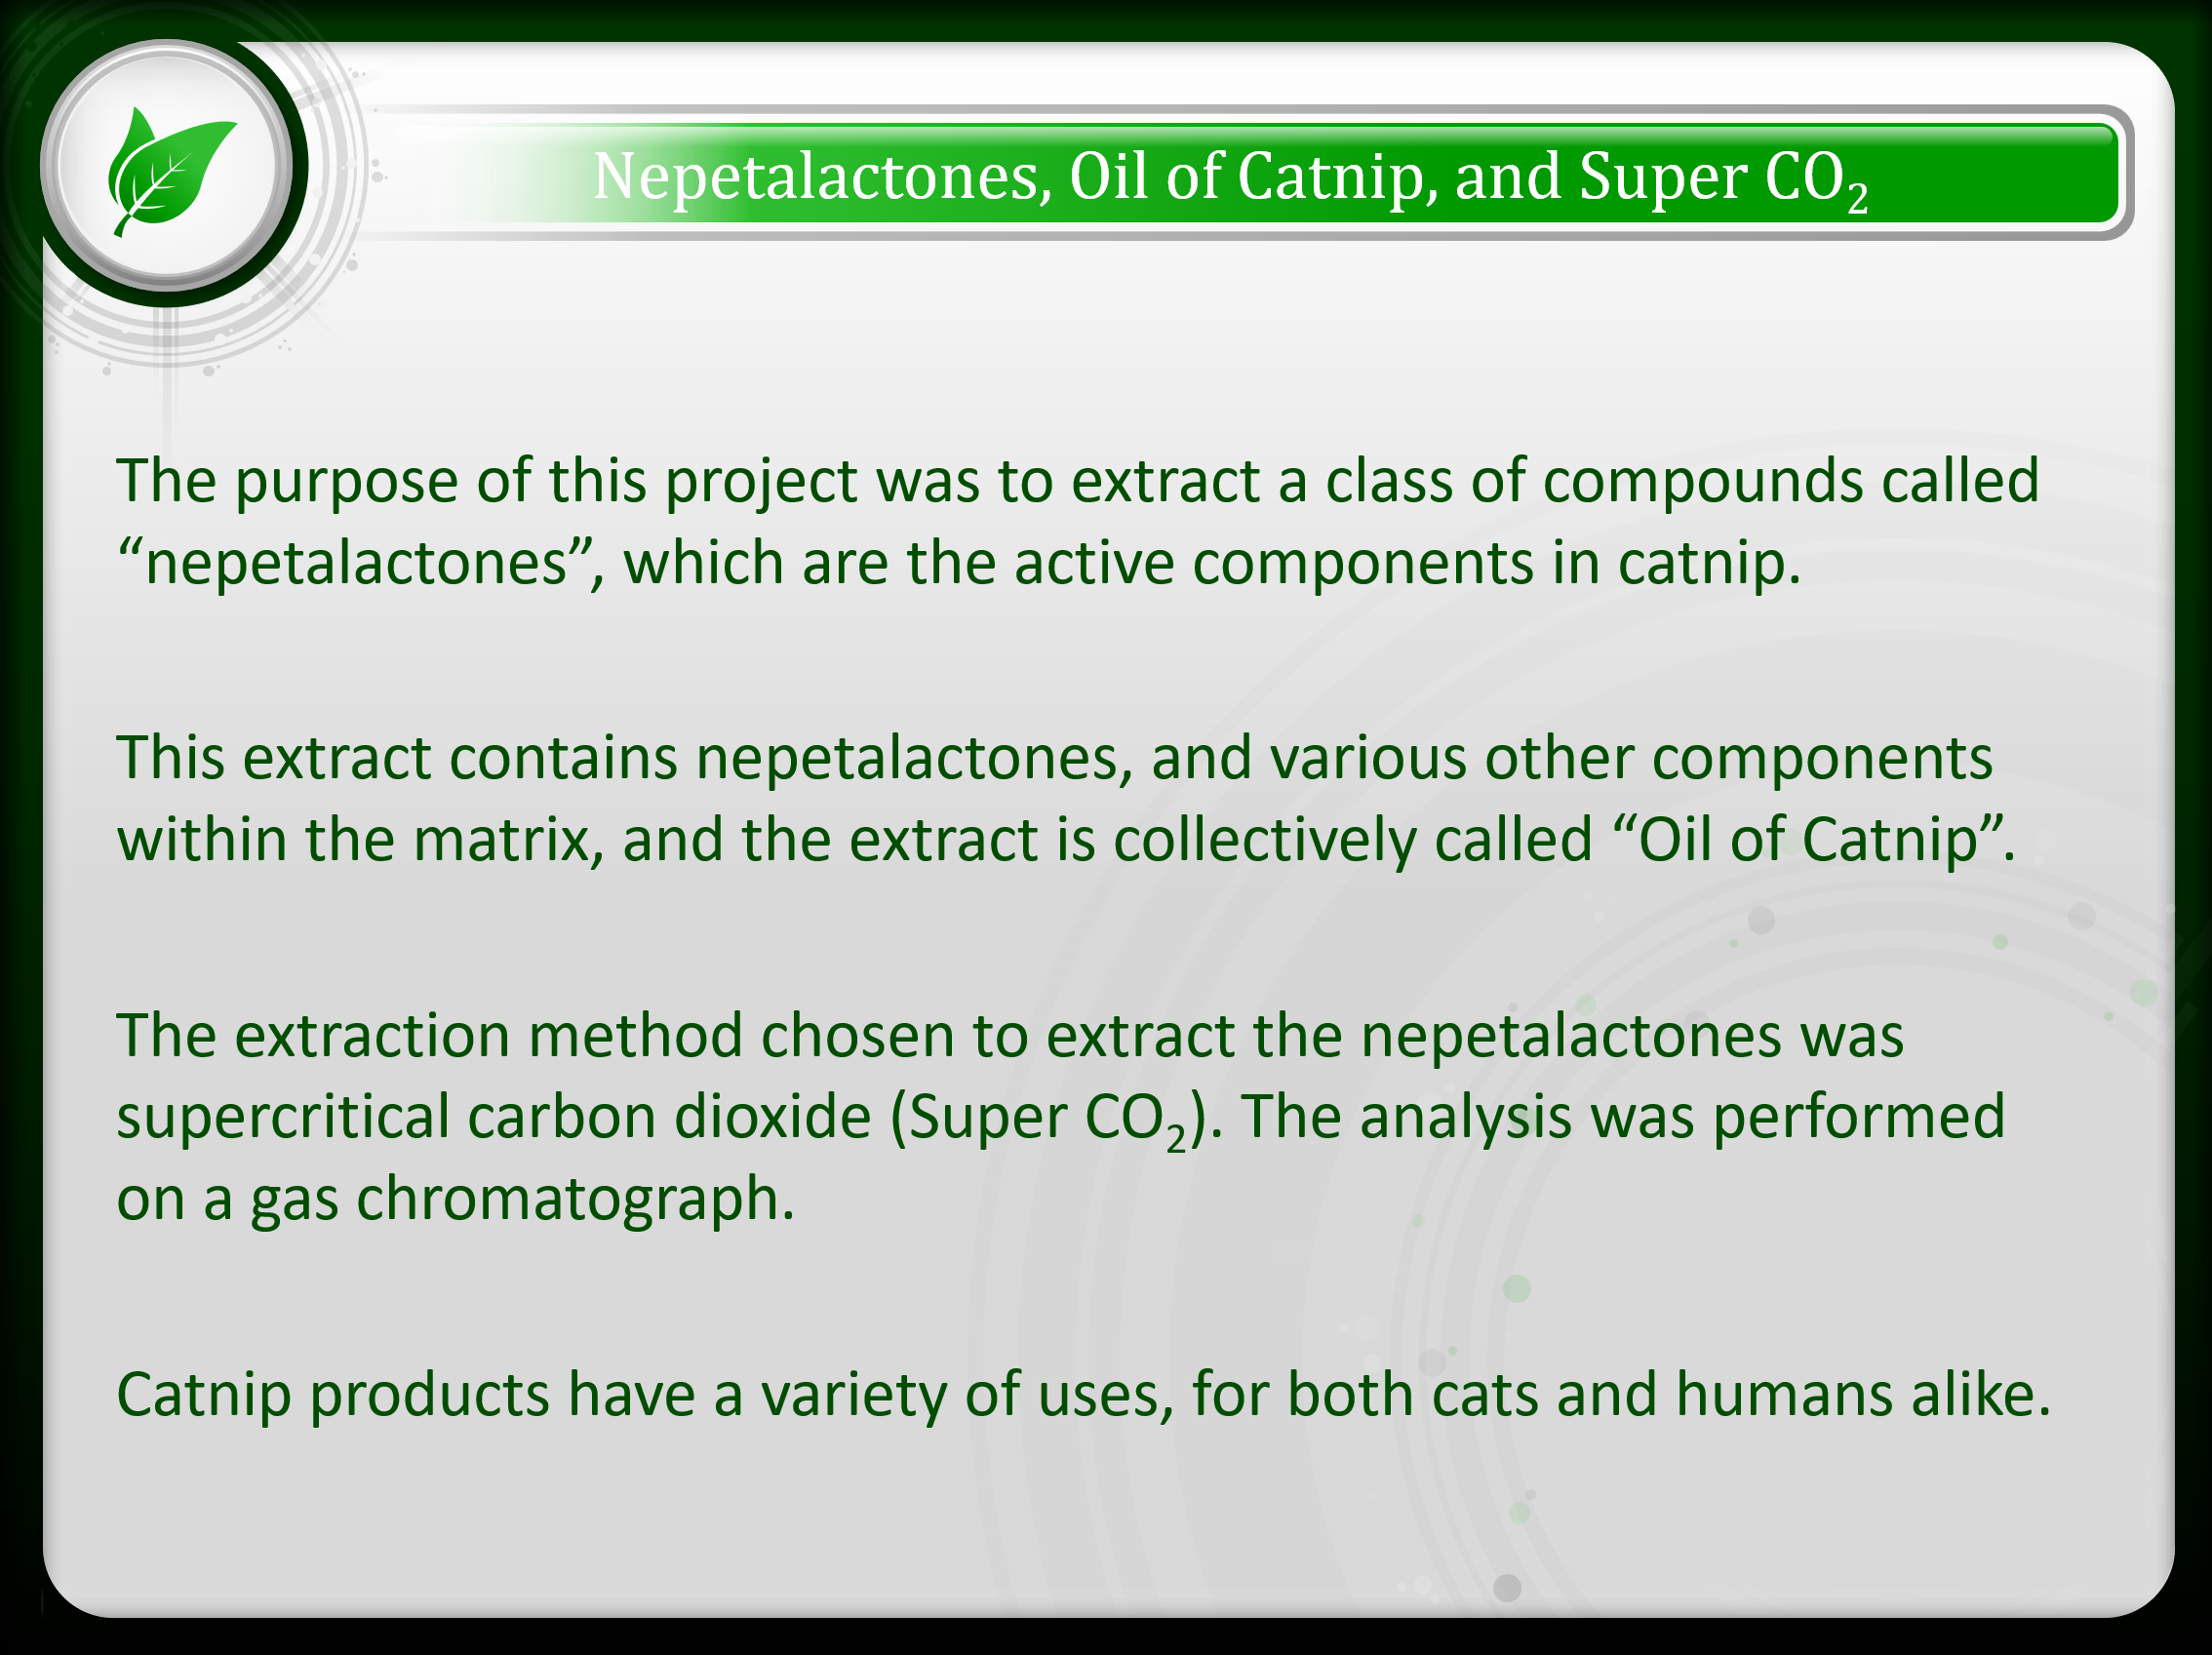 Nepetalactones, Oil of Catnip, and Super CO₂
The purpose of this project was to extract a class of compounds called
“nepetalactones”, which are the active components in catnip.
This extract contains nepetalactones, and various other components
within the matrix, and the extract is collectively called “Oil of Catnip”.
The extraction method chosen to extract the nepetalactones was
supercritical carbon dioxide (Super CO₂). The analysis was performed
on a gas chromatograph.
Catnip products have a variety of uses, for both cats and humans alike.